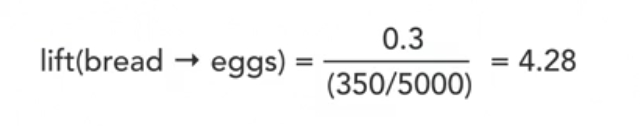 lift(bread → eggs) = 0.3 / (350/5000) = 4.28